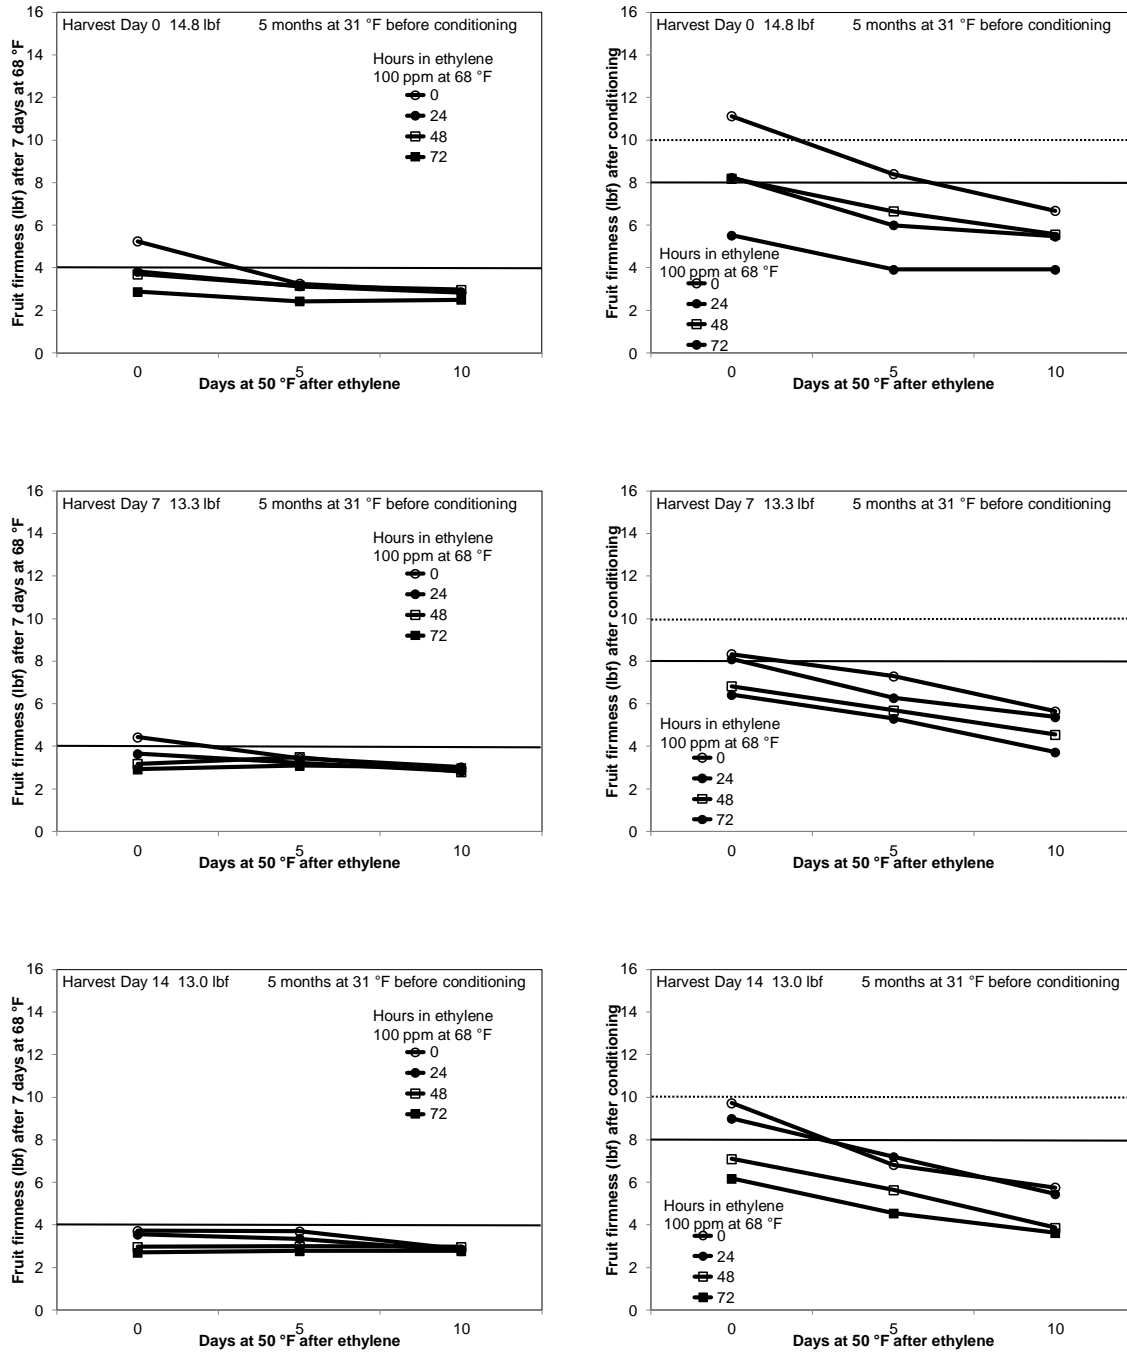 Harvest Day 0  14.8 lbf 5 months at 31 °F before conditioning
Fruit firmness (lbf) after 7 days at 68 °F
16
14
12
10
8
6
4
2
0
Hours in ethylene
100 ppm at 68 °F
0
24
48
72
0 5 10
Days at 50 °F after ethylene
Harvest Day 0  14.8 lbf 5 months at 31 °F before conditioning
Fruit firmness (lbf) after conditioning
16
14
12
10
8
6
4
2
0
Hours in ethylene
100 ppm at 68 °F
0
24
48
72
0 5 10
Days at 50 °F after ethylene
Harvest Day 7  13.3 lbf 5 months at 31 °F before conditioning
Fruit firmness (lbf) after 7 days at 68 °F
16
14
12
10
8
6
4
2
0
Hours in ethylene
100 ppm at 68 °F
0
24
48
72
0 5 10
Days at 50 °F after ethylene
Harvest Day 7  13.3 lbf 5 months at 31 °F before conditioning
Fruit firmness (lbf) after conditioning
16
14
12
10
8
6
4
2
0
Hours in ethylene
100 ppm at 68 °F
0
24
48
72
0 5 10
Days at 50 °F after ethylene
Harvest Day 14  13.0 lbf 5 months at 31 °F before conditioning
Fruit firmness (lbf) after 7 days at 68 °F
16
14
12
10
8
6
4
2
0
Hours in ethylene
100 ppm at 68 °F
0
24
48
72
0 5 10
Days at 50 °F after ethylene
Harvest Day 14  13.0 lbf 5 months at 31 °F before conditioning
Fruit firmness (lbf) after conditioning
16
14
12
10
8
6
4
2
0
Hours in ethylene
100 ppm at 68 °F
0
24
48
72
0 5 10
Days at 50 °F after ethylene